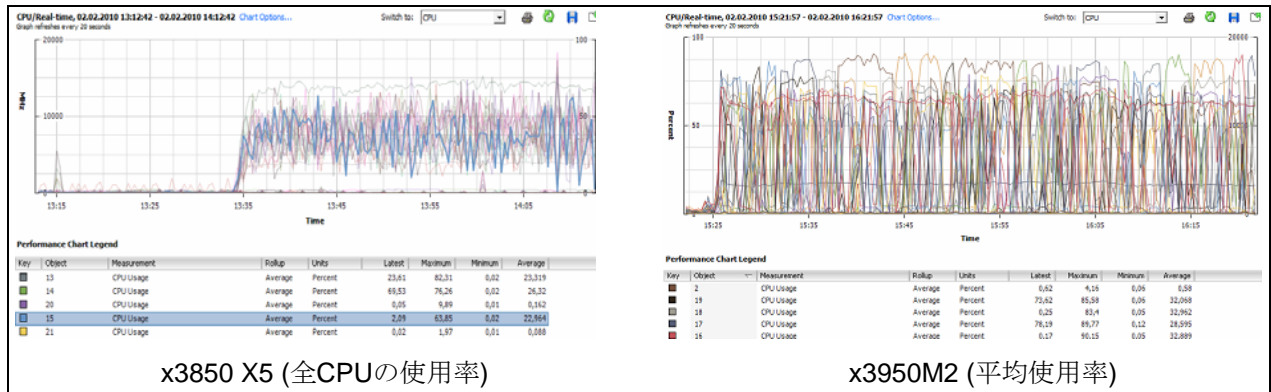 CPU/Real-time, 02.02.2010 13:12:42 - 02.02.2010 14:12:42 Chart Options...
Switch to: CPU
Graph refreshes every 20 seconds
20000
100
MHz
10000
50
0
0
13:15 13:25 13:35 13:45 13:55 14:05
Time
Performance Chart Legend
Key Object Measurement Rollup Units Latest Maximum Minimum Average
13 CPU Usage Average Percent 23,61 82,31 0,02 23,319
14 CPU Usage Average Percent 69,53 76,26 0,02 26,32
20 CPU Usage Average Percent 0,05 9,89 0,01 0,162
15 CPU Usage Average Percent 2,09 63,85 0,02 22,964
21 CPU Usage Average Percent 0,02 1,97 0,01 0,088
x3850 X5 (全CPUの使用率)
CPU/Real-time, 02.02.2010 15:21:57 - 02.02.2010 16:21:57 Chart Options...
Switch to: CPU
Graph refreshes every 20 seconds
100
20000
Percent
50
10000
0
0
15:25 15:35 15:45 15:55 16:05 16:15
Time
Performance Chart Legend
Key Object Measurement Rollup Units Latest Maximum Minimum Average
2 CPU Usage Average Percent 0,62 4,16 0,06 0,58
19 CPU Usage Average Percent 73,62 85,58 0,06 32,068
18 CPU Usage Average Percent 0,25 83,4 0,05 32,962
17 CPU Usage Average Percent 78,19 89,77 0,12 28,595
16 CPU Usage Average Percent 0,17 90,15 0,05 32,889
x3950M2 (平均使用率)